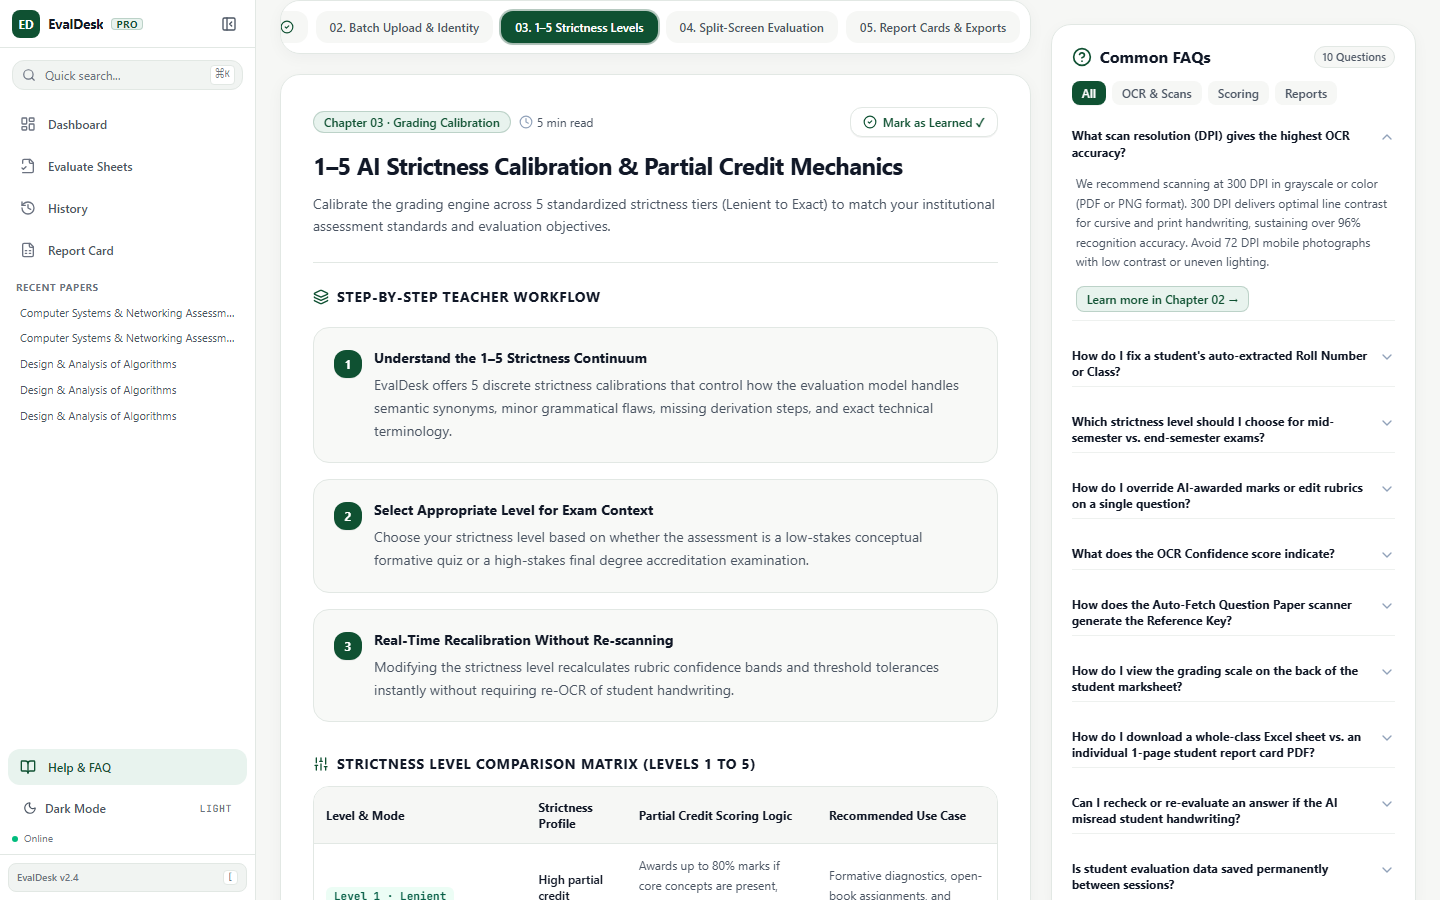 ED EvalDesk PRO
Quick search... ⌘K
Dashboard
Evaluate Sheets
History
Report Card
RECENT PAPERS
Computer Systems & Networking Assessm...
Computer Systems & Networking Assessm...
Design & Analysis of Algorithms
Design & Analysis of Algorithms
Design & Analysis of Algorithms
Help & FAQ
Dark Mode LIGHT
Online
EvalDesk v2.4 [
02. Batch Upload & Identity
03. 1–5 Strictness Levels
04. Split-Screen Evaluation
05. Report Cards & Exports
Chapter 03 · Grading Calibration
5 min read
Mark as Learned ✓
1–5 AI Strictness Calibration & Partial Credit Mechanics
Calibrate the grading engine across 5 standardized strictness tiers (Lenient to Exact) to match your institutional
assessment standards and evaluation objectives.
STEP-BY-STEP TEACHER WORKFLOW
1 Understand the 1–5 Strictness Continuum
EvalDesk offers 5 discrete strictness calibrations that control how the evaluation model handles
semantic synonyms, minor grammatical flaws, missing derivation steps, and exact technical
terminology.
2 Select Appropriate Level for Exam Context
Choose your strictness level based on whether the assessment is a low-stakes conceptual
formative quiz or a high-stakes final degree accreditation examination.
3 Real-Time Recalibration Without Re-scanning
Modifying the strictness level recalculates rubric confidence bands and threshold tolerances
instantly without requiring re-OCR of student handwriting.
STRICTNESS LEVEL COMPARISON MATRIX (LEVELS 1 TO 5)
Level & Mode
Strictness
Profile
Partial Credit Scoring Logic
Recommended Use Case
Level 1 · Lenient
High partial
credit
Awards up to 80% marks if
core concepts are present,
Formative diagnostics, open-
book assignments, and
Common FAQs
10 Questions
All
OCR & Scans
Scoring
Reports
What scan resolution (DPI) gives the highest OCR
accuracy?
We recommend scanning at 300 DPI in grayscale or color
(PDF or PNG format). 300 DPI delivers optimal line contrast
for cursive and print handwriting, sustaining over 96%
recognition accuracy. Avoid 72 DPI mobile photographs
with low contrast or uneven lighting.
Learn more in Chapter 02 →
How do I fix a student's auto-extracted Roll Number
or Class?
Which strictness level should I choose for mid-
semester vs. end-semester exams?
How do I override AI-awarded marks or edit rubrics
on a single question?
What does the OCR Confidence score indicate?
How does the Auto-Fetch Question Paper scanner
generate the Reference Key?
How do I view the grading scale on the back of the
student marksheet?
How do I download a whole-class Excel sheet vs. an
individual 1-page student report card PDF?
Can I recheck or re-evaluate an answer if the AI
misread student handwriting?
Is student evaluation data saved permanently
between sessions?